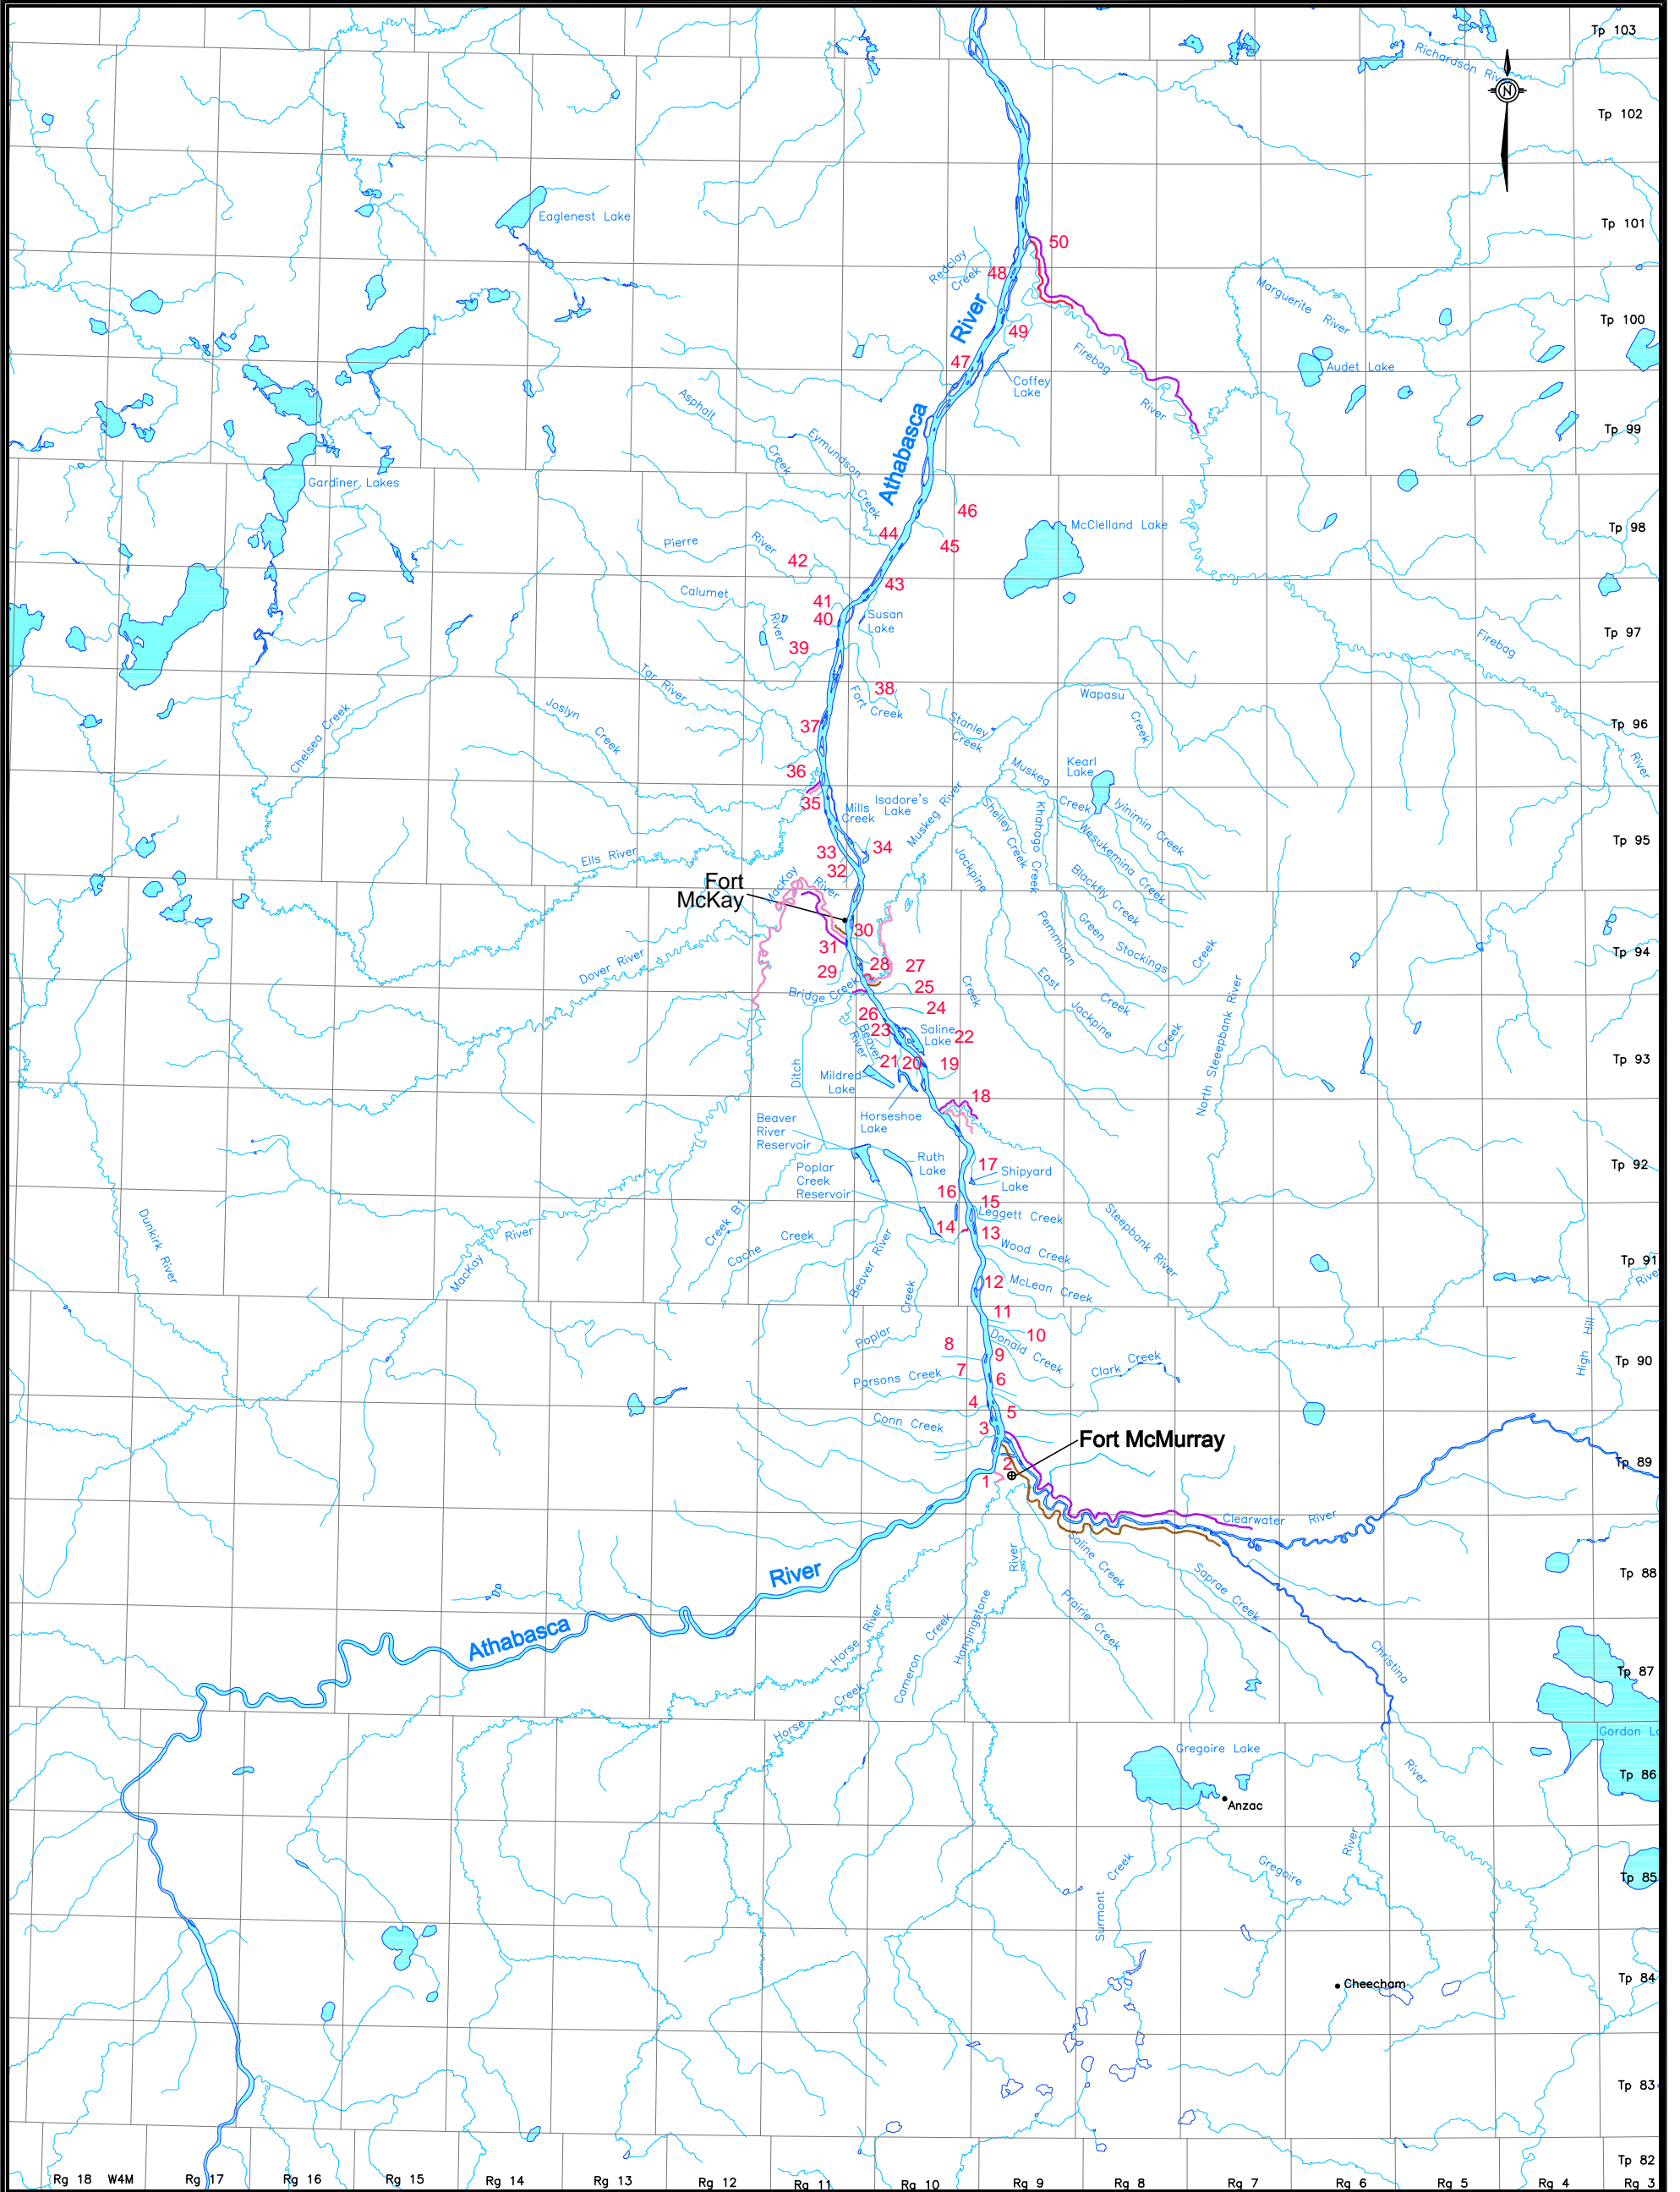 Tp 103
Richardson River
N
Tp 102
Eaglenest Lake
Tp 101
50
Redclay
Creek
48
Marguerite River
Tp 100
River
49
47
Firebag
River
Audet Lake
Coffey
Lake
Asphalt
Creek
Eymundson
Creek
Athabasca
Tp 99
Gardiner Lakes
46
McClelland Lake
Tp 98
44
45
Pierre
River
42
43
Calumet
River
41
40
Susan
Lake
Firebag
Tp 97
39
Tar River
38
Fort
Creek
Wapasu
Creek
Joslyn
Creek
Chelsea Creek
Stanley
Creek
37
Tp 96
River
Kearl
Lake
36
Muskeg
Creek
35
Mills
Creek
Isadore's
Lake
Muskeg River
Shelley Creek
Khahago Creek
Iyinimin Creek
Wesukemina Creek
Tp 95
34
33
32
Ells River
Jackpine
Creek
Blackfly Creek
Fort
McKay
MacKay
River
Green Stockings
Creek
Pemmican
Creek
30
31
Tp 94
Dover River
28
27
29
25
East
Jackpine
Creek
Bridge Creek
24
26
23
Saline
Lake
22
Beaver
River
North Steeepbank River
21
20
19
Tp 93
Ditch
Mildred
Lake
18
Horseshoe
Lake
Beaver
River
Reservoir
Ruth
Lake
17
Shipyard
Lake
Tp 92
Poplar
Creek
Reservoir
16
15
Leggett Creek
Dunkirk River
Creek B1
14
13
Steepbank River
MacKay
River
Cache
Creek
Beaver River
Wood Creek
Tp 91
River
12
McLean Creek
11
Poplar
Creek
10
Donald Creek
8
9
High Hill
Tp 90
7
Clark Creek
Parsons Creek
6
4
5
Conn Creek
3
Fort McMurray
2
1
Tp 89
Clearwater
River
River
Saline Creek
Saprae Creek
Tp 88
Athabasca
Horse River
Cameron
Creek
Hangingstone
River
Prairie Creek
Christina
River
Tp 87
Horse
Creek
Gordon
Gregoire Lake
Tp 86
Anzac
Surmont
Creek
Gregoire
River
Tp 85
Cheecham
Tp 84
Tp 83
Tp 82
Rg 18 W4M Rg 17 Rg 16 Rg 15 Rg 14 Rg 13 Rg 12 Rg 11 Rg 10 Rg 9 Rg 8 Rg 7 Rg 6 Rg 5 Rg 4 Rg 3